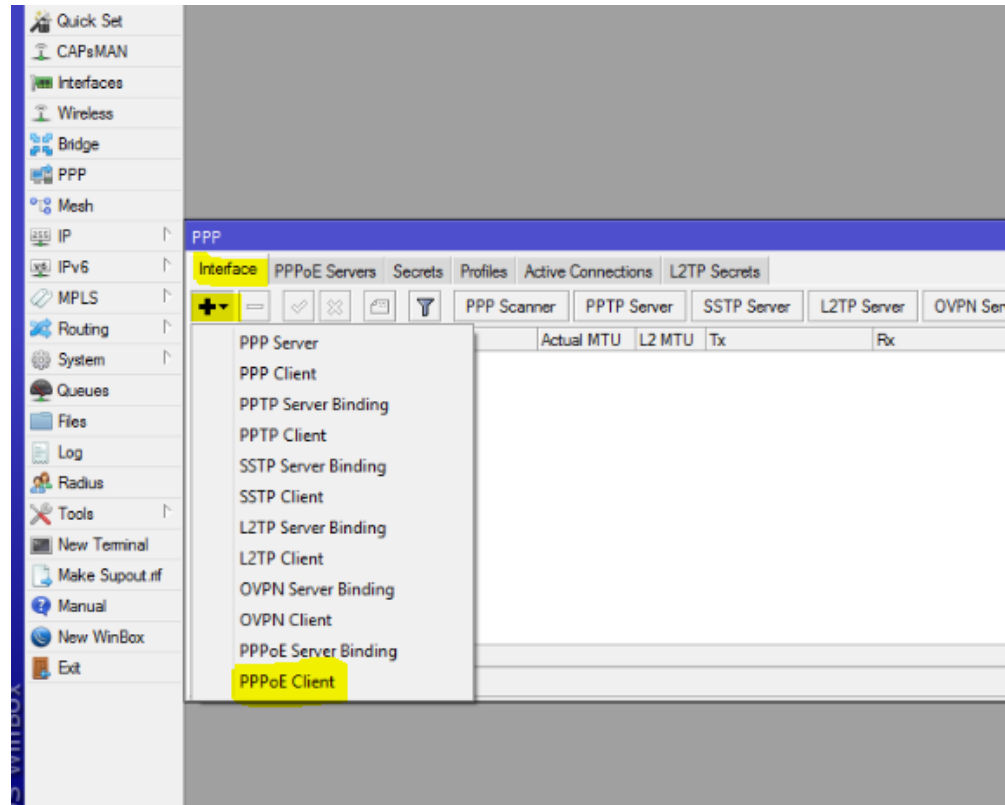 Quick Set
CAPsMAN
Interfaces
Wireless
Bridge
PPP
Mesh
IP
IPv6
MPLS
Routing
System
Queues
Files
Log
Radius
Tools
New Terminal
Make Supout.rif
Manual
New WinBox
Exit
S WinBox
PPP
Interface PPPoE Servers Secrets Profiles Active Connections L2TP Secrets
PPP Scanner PPTP Server SSTP Server L2TP Server OVPN Ser
Actual MTU L2 MTU Tx Rx
PPP Server
PPP Client
PPTP Server Binding
PPTP Client
SSTP Server Binding
SSTP Client
L2TP Server Binding
L2TP Client
OVPN Server Binding
OVPN Client
PPPoE Server Binding
PPPoE Client